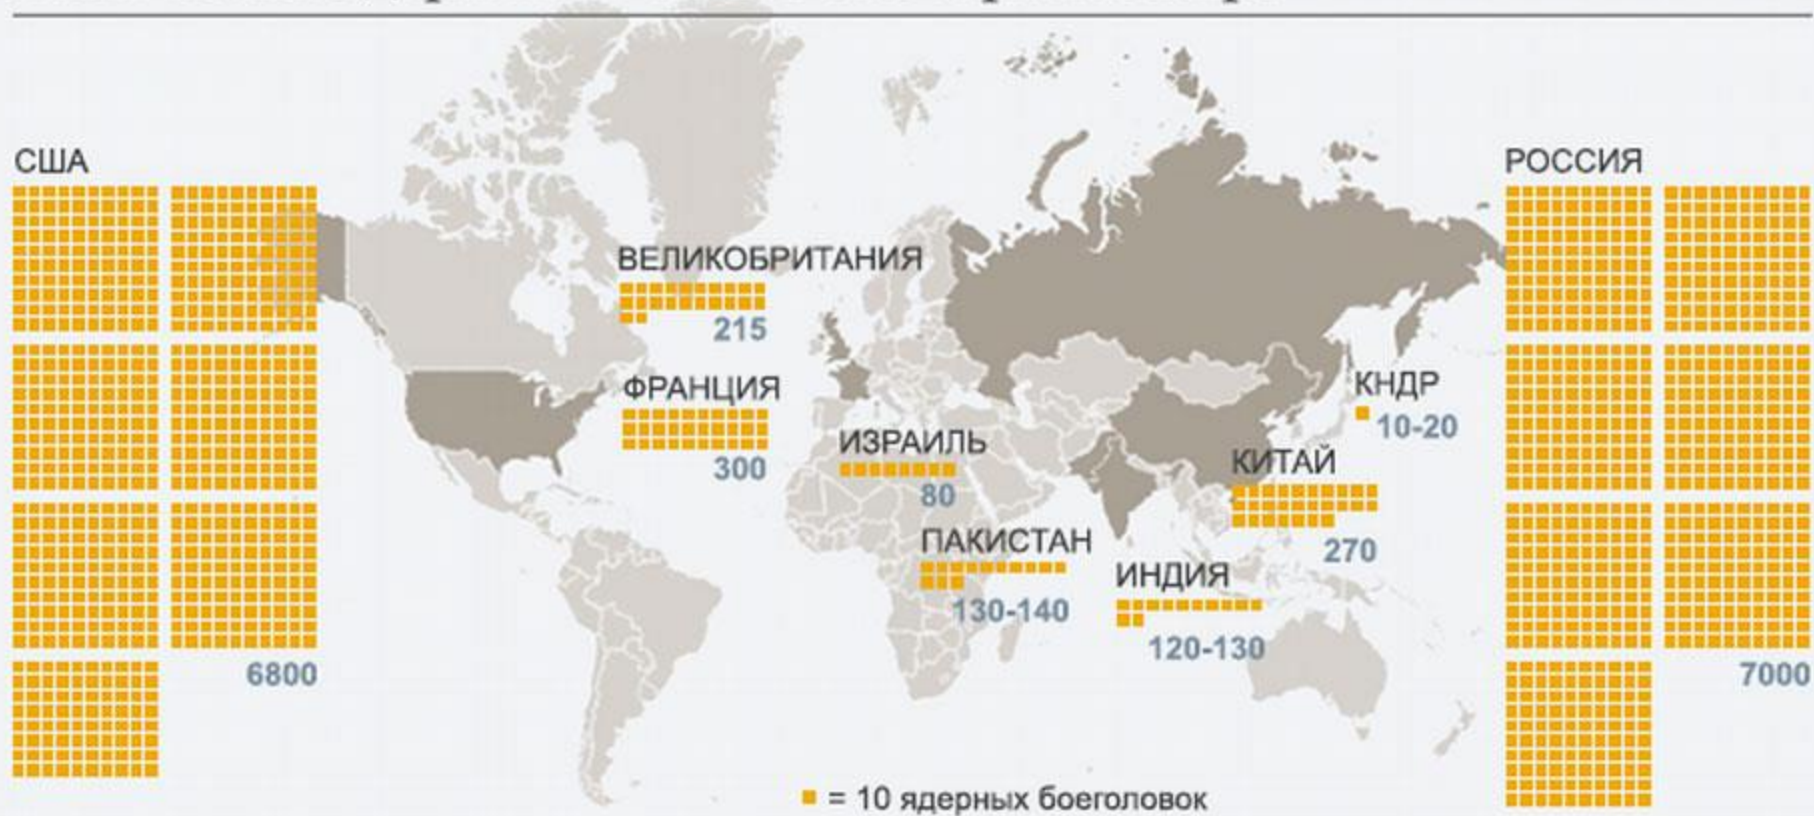 США
РОССИЯ
ВЕЛИКОБРИТАНИЯ
215
ФРАНЦИЯ
300
ИЗРАИЛЬ
80
КНДР
10-20
КИТАЙ
270
ПАКИСТАН
130-140
ИНДИЯ
120-130
6800
7000
= 10 ядерных боеголовок